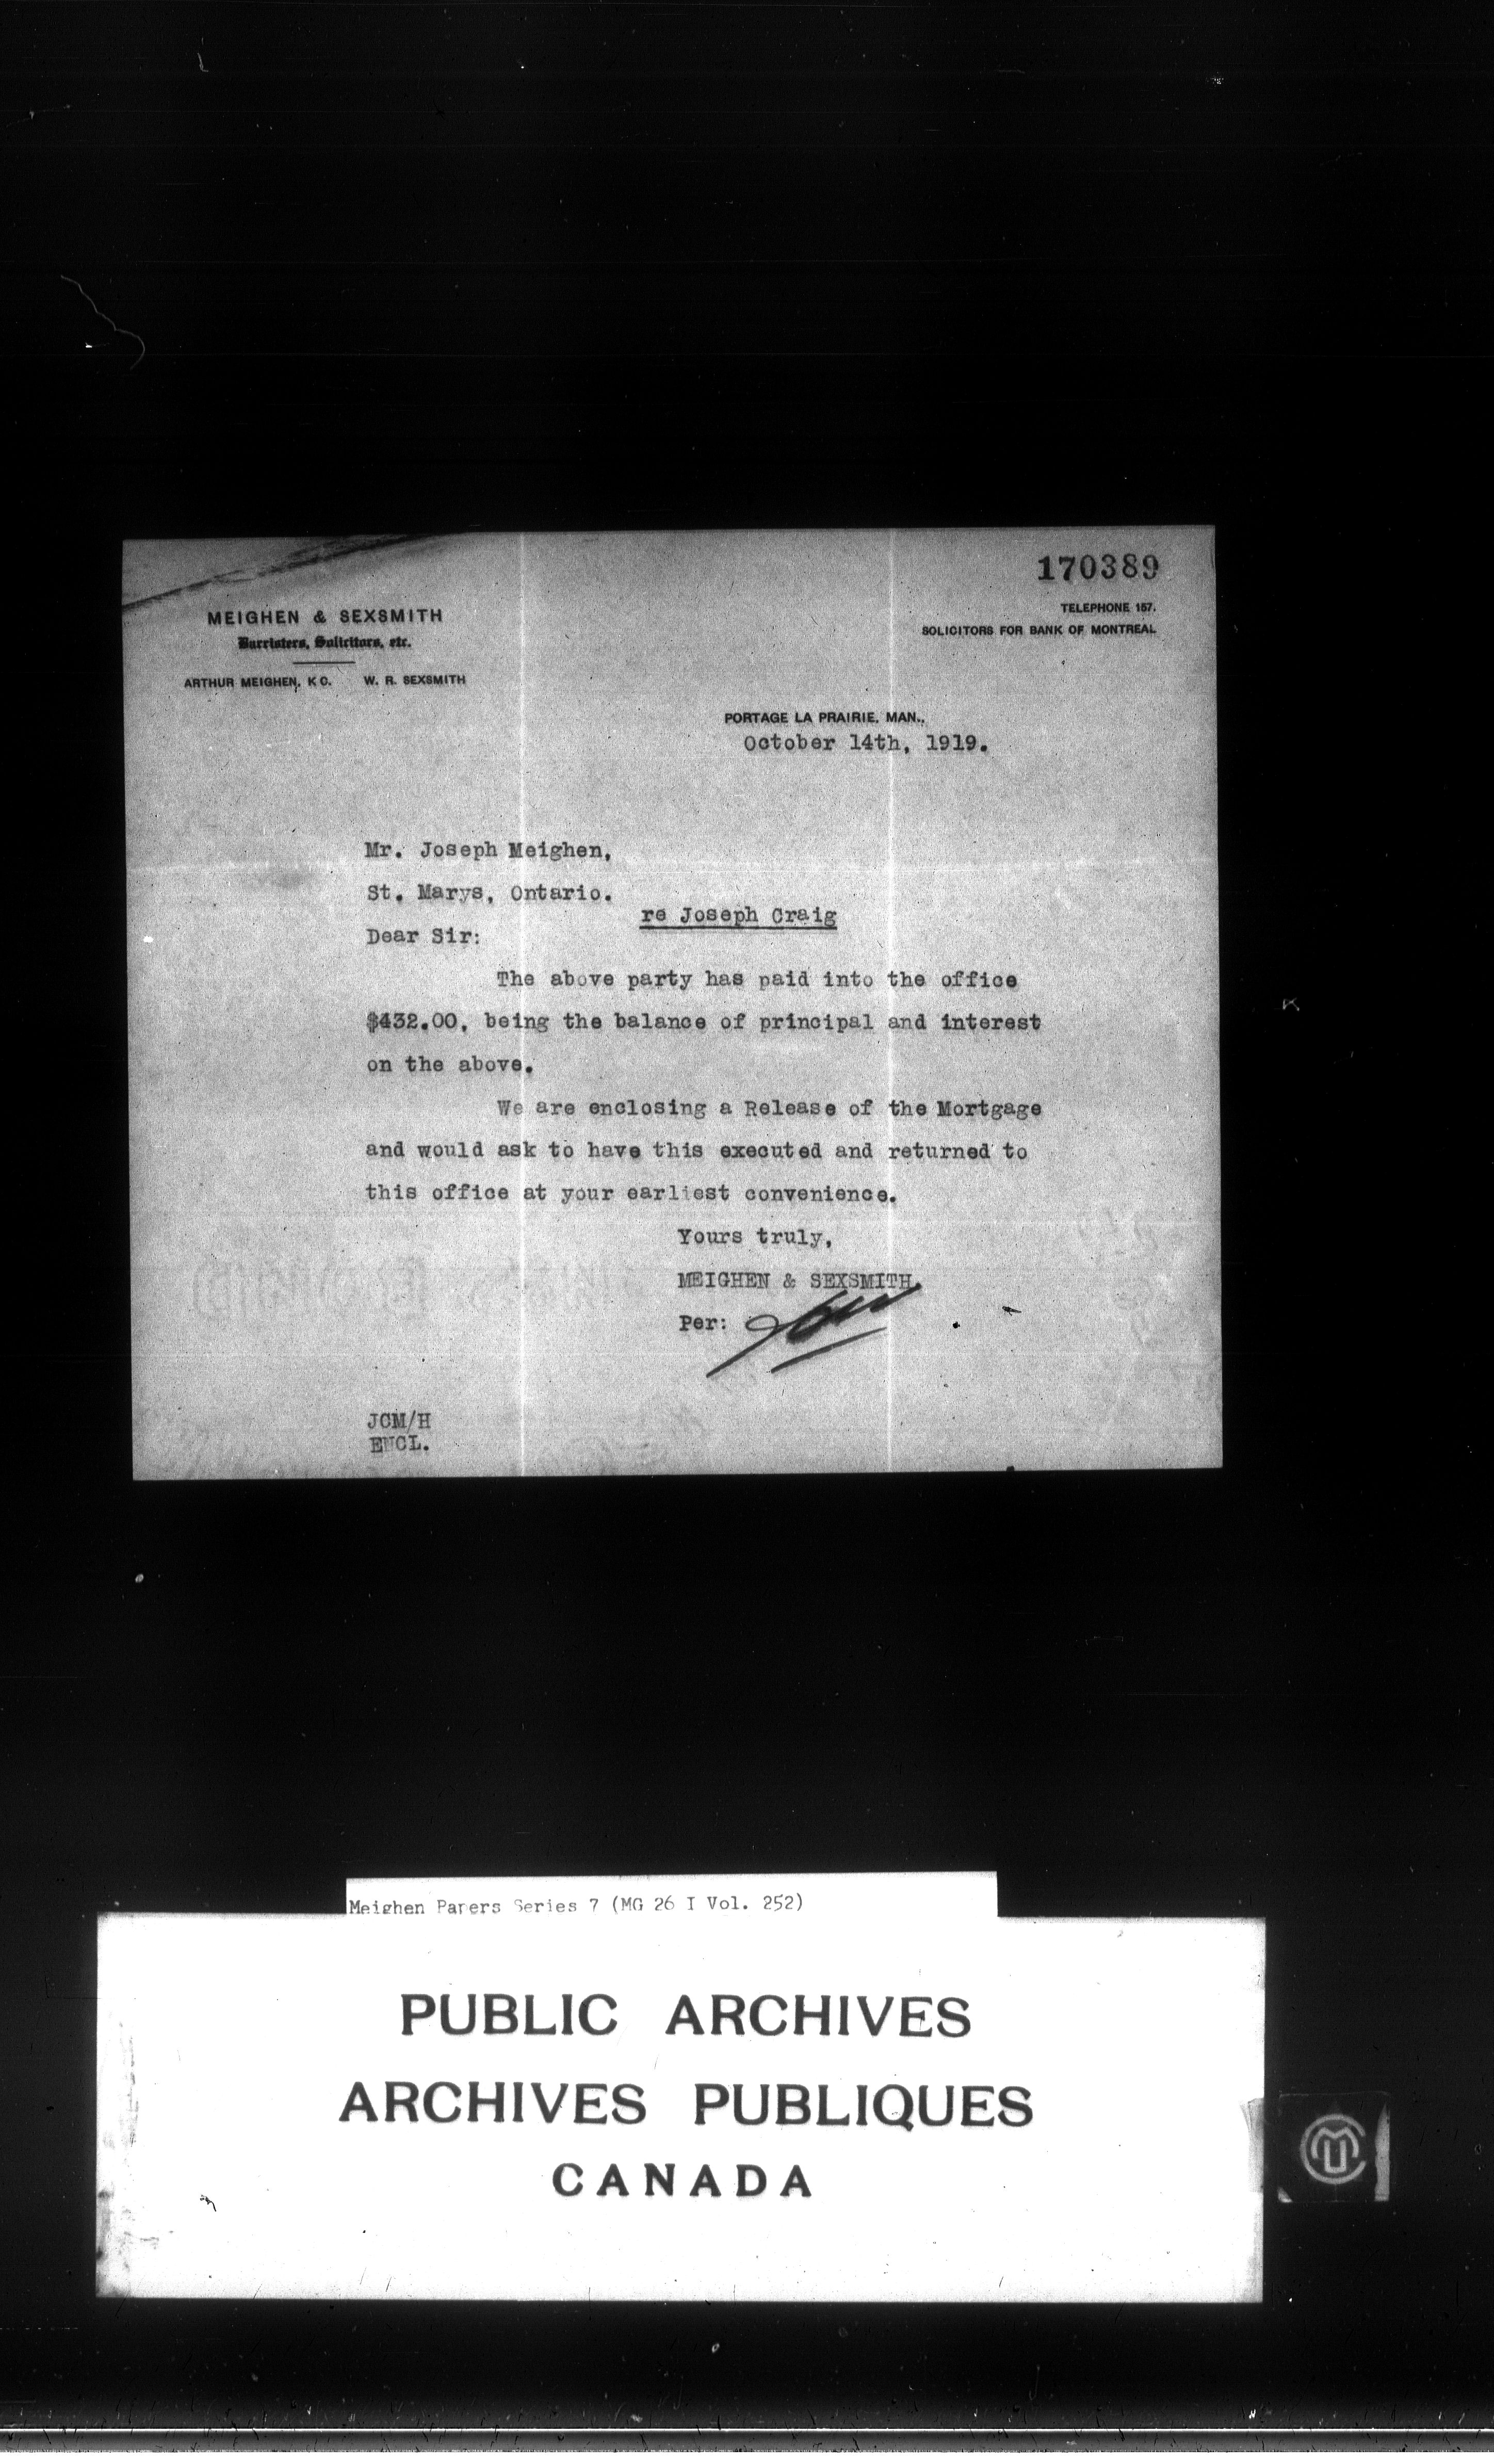 170389
MEIGHEN & SEXSMITH
Barristers, Solicitors, etc.
ARTHUR MEIGHEN, K C. W. R. SEXSMITH
TELEPHONE 157.
SOLICITORS FOR BANK OF MONTREAL
PORTAGE LA PRAIRIE, MAN.,
October 14th, 1919.
Mr. Joseph Meighen,
St. Marys, Ontario.
re Joseph Craig
Dear Sir:
The above party has paid into the office
$432.00, being the balance of principal and interest
on the above.
We are enclosing a Release of the Mortgage
and would ask to have this executed and returned to
this office at your earliest convenience.
Yours truly,
MEIGHEN & SEXSMITH.
Per:
JCM/H
ENCL.
Meighen Papers Series 7 (MG 26 I Vol. 252)
PUBLIC ARCHIVES
ARCHIVES PUBLIQUES
CANADA